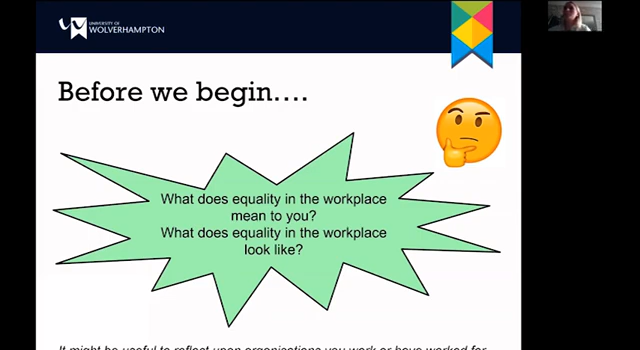 UNIVERSITY OF
WOLVERHAMPTON
Before we begin....
What does equality in the workplace
mean to you?
What does equality in the workplace
look like?
It might be useful to reflect upon organisations you work or have worked for